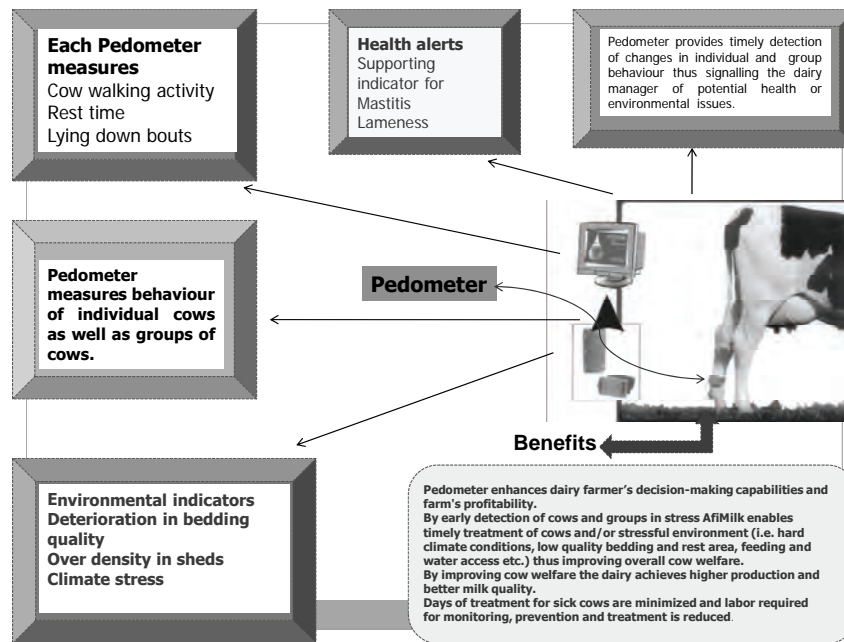 Each Pedometer
measures
Cow walking activity
Rest time
Lying down bouts
Health alerts
Supporting
indicator for
Mastitis
Lameness
Pedometer provides timely detection
of changes in individual and group
behaviour thus signalling the dairy
manager of potential health or
environmental issues.
Pedometer
measures behaviour
of individual cows
as well as groups of
cows.
Pedometer
Benefits
Environmental indicators
Deterioration in bedding
quality
Over density in sheds
Climate stress
Pedometer enhances dairy farmer's decision-making capabilities and
farm's profitability.
By early detection of cows and groups in stress AfiMilk enables
timely treatment of cows and/or stressful environment (i.e. hard
climate conditions, low quality bedding and rest area, feeding and
water access etc.) thus improving overall cow welfare.
By improving cow welfare the dairy achieves higher production and
better milk quality.
Days of treatment for sick cows are minimized and labor required
for monitoring, prevention and treatment is reduced.